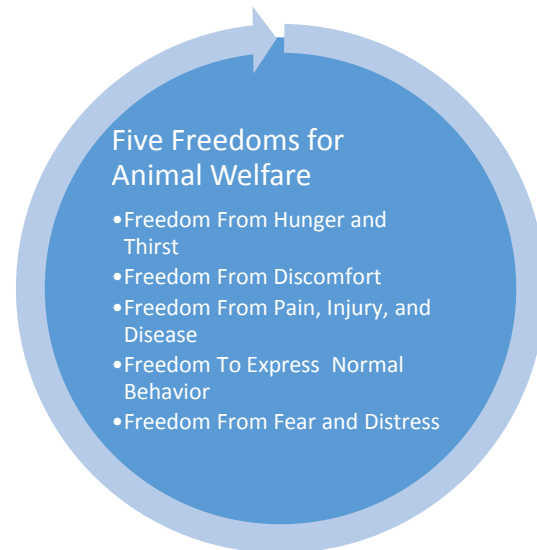 Five Freedoms for
Animal Welfare
•Freedom From Hunger and
Thirst
•Freedom From Discomfort
•Freedom From Pain, Injury, and
Disease
•Freedom To Express  Normal
Behavior
•Freedom From Fear and Distress